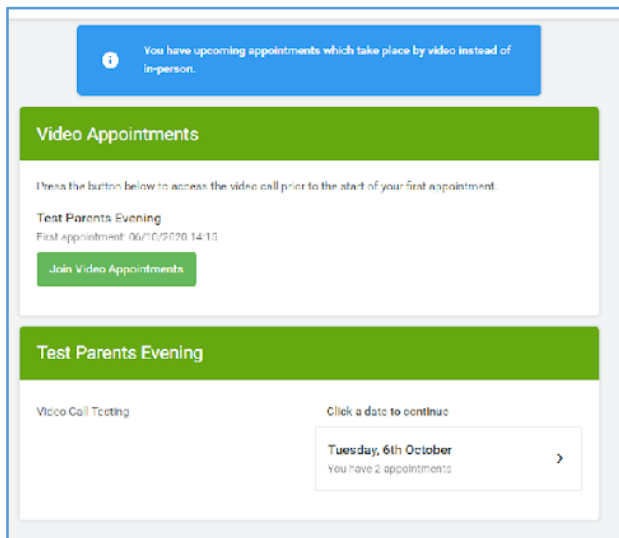 You have upcoming appointments which take place by video instead of
in-person.
Video Appointments
Press the button below to access the video call prior to the start of your first appointment.
Test Parents Evening
First appointment: 06/10/2020 14:15
Join Video Appointments
Test Parents Evening
Video Call Testing
Click a date to continue
Tuesday, 6th October
You have 2 appointments